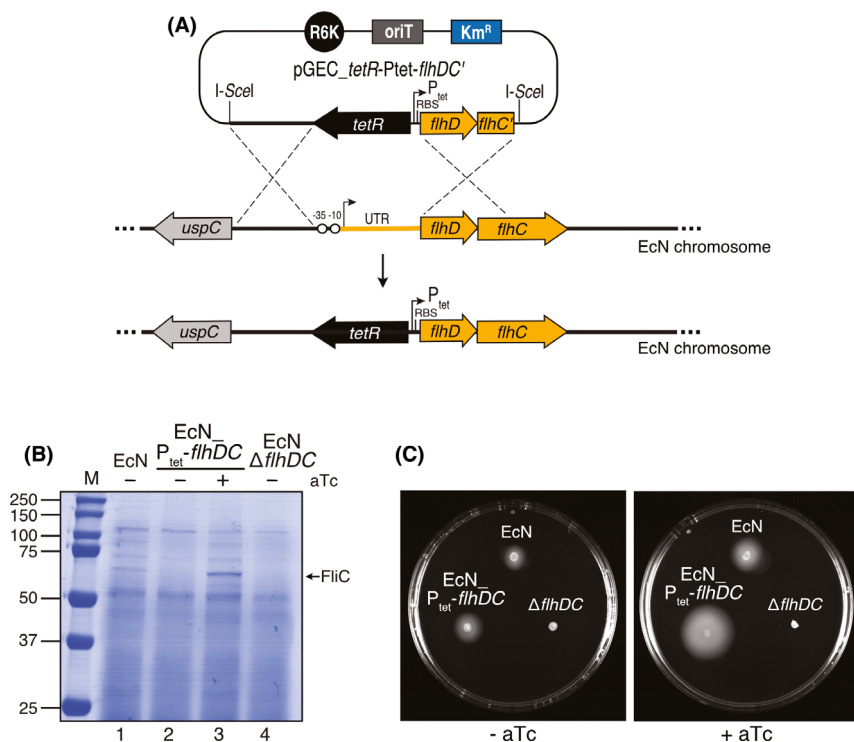 (A)
R6K oriT Km^R
pGEC_tetR-Ptet-flhDC'
I-SceI P_tet I-SceI
RBS
tetR flhD flhC'
-35 -10 UTR
uspC flhD flhC
EcN chromosome
P_tet
RBS
uspC tetR flhD flhC
EcN chromosome
(B)
EcN EcN_ P_tet-flhDC EcN ΔflhDC
M – – + – aTc
250
150
100
75
←FliC
50
37
25
1 2 3 4
(C)
EcN
EcN_
P_tet-flhDC ΔflhDC
- aTc
EcN
EcN_
P_tet-flhDC ΔflhDC
+ aTc